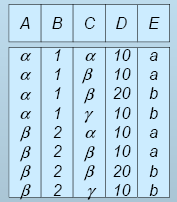 A B C D E
α 1 α 10 a
α 1 β 10 a
α 1 β 20 b
α 1 γ 10 b
β 2 α 10 a
β 2 β 10 a
β 2 β 20 b
β 2 γ 10 b